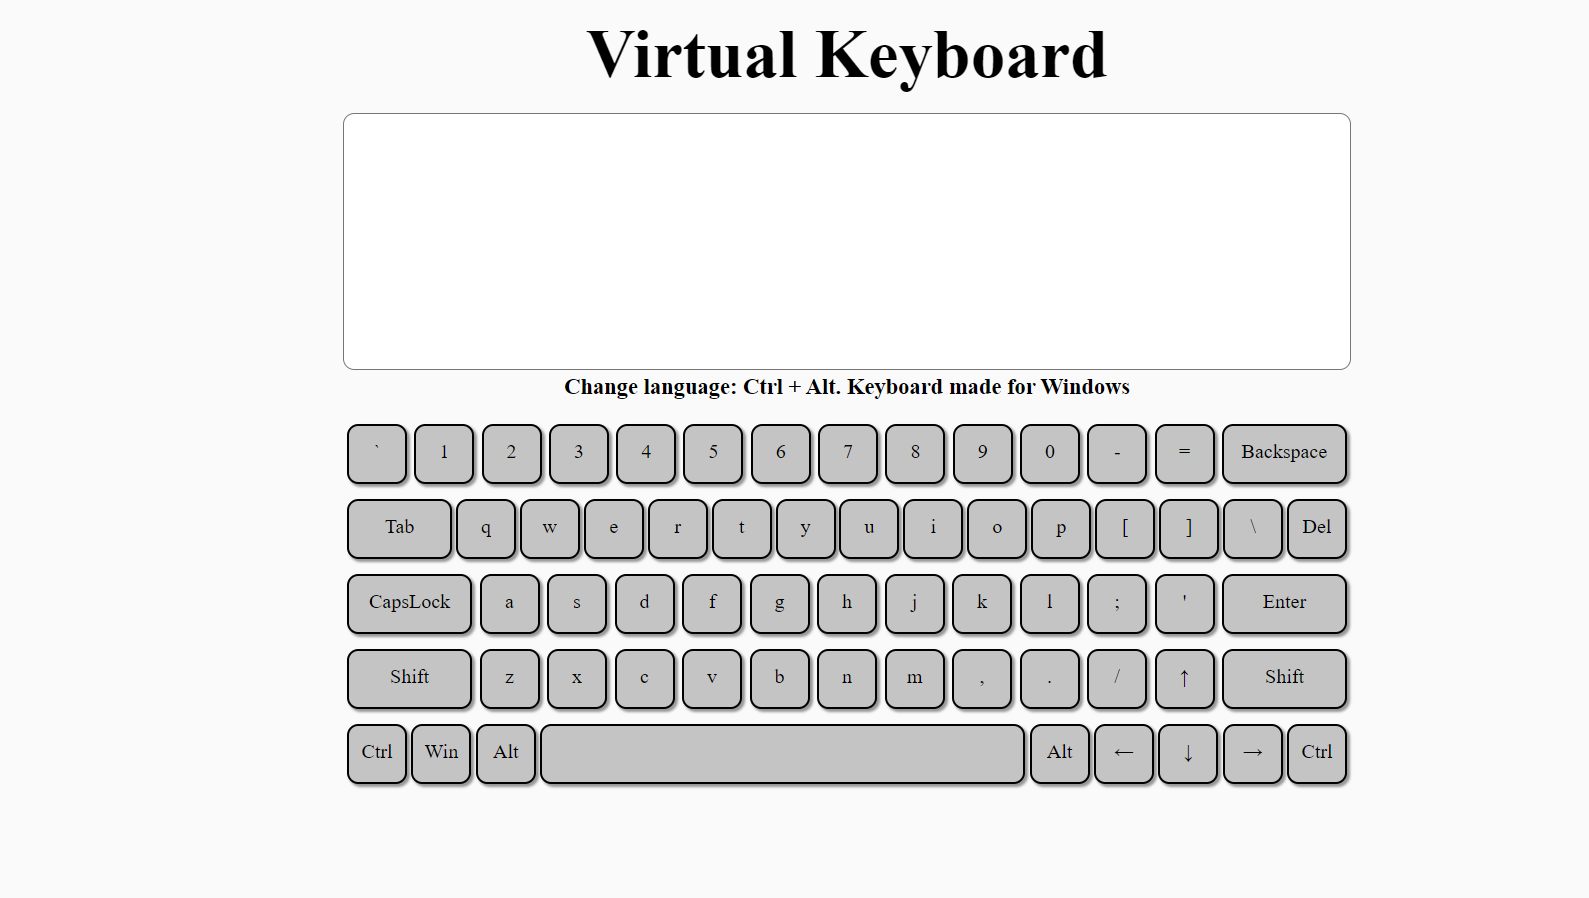 Virtual Keyboard
Change language: Ctrl + Alt. Keyboard made for Windows
` 1 2 3 4 5 6 7 8 9 0 - = Backspace
Tab q w e r t y u i o p [ ] \ Del
CapsLock a s d f g h j k l ; ' Enter
Shift z x c v b n m , . / ↑ Shift
Ctrl Win Alt Alt ← ↓ → Ctrl